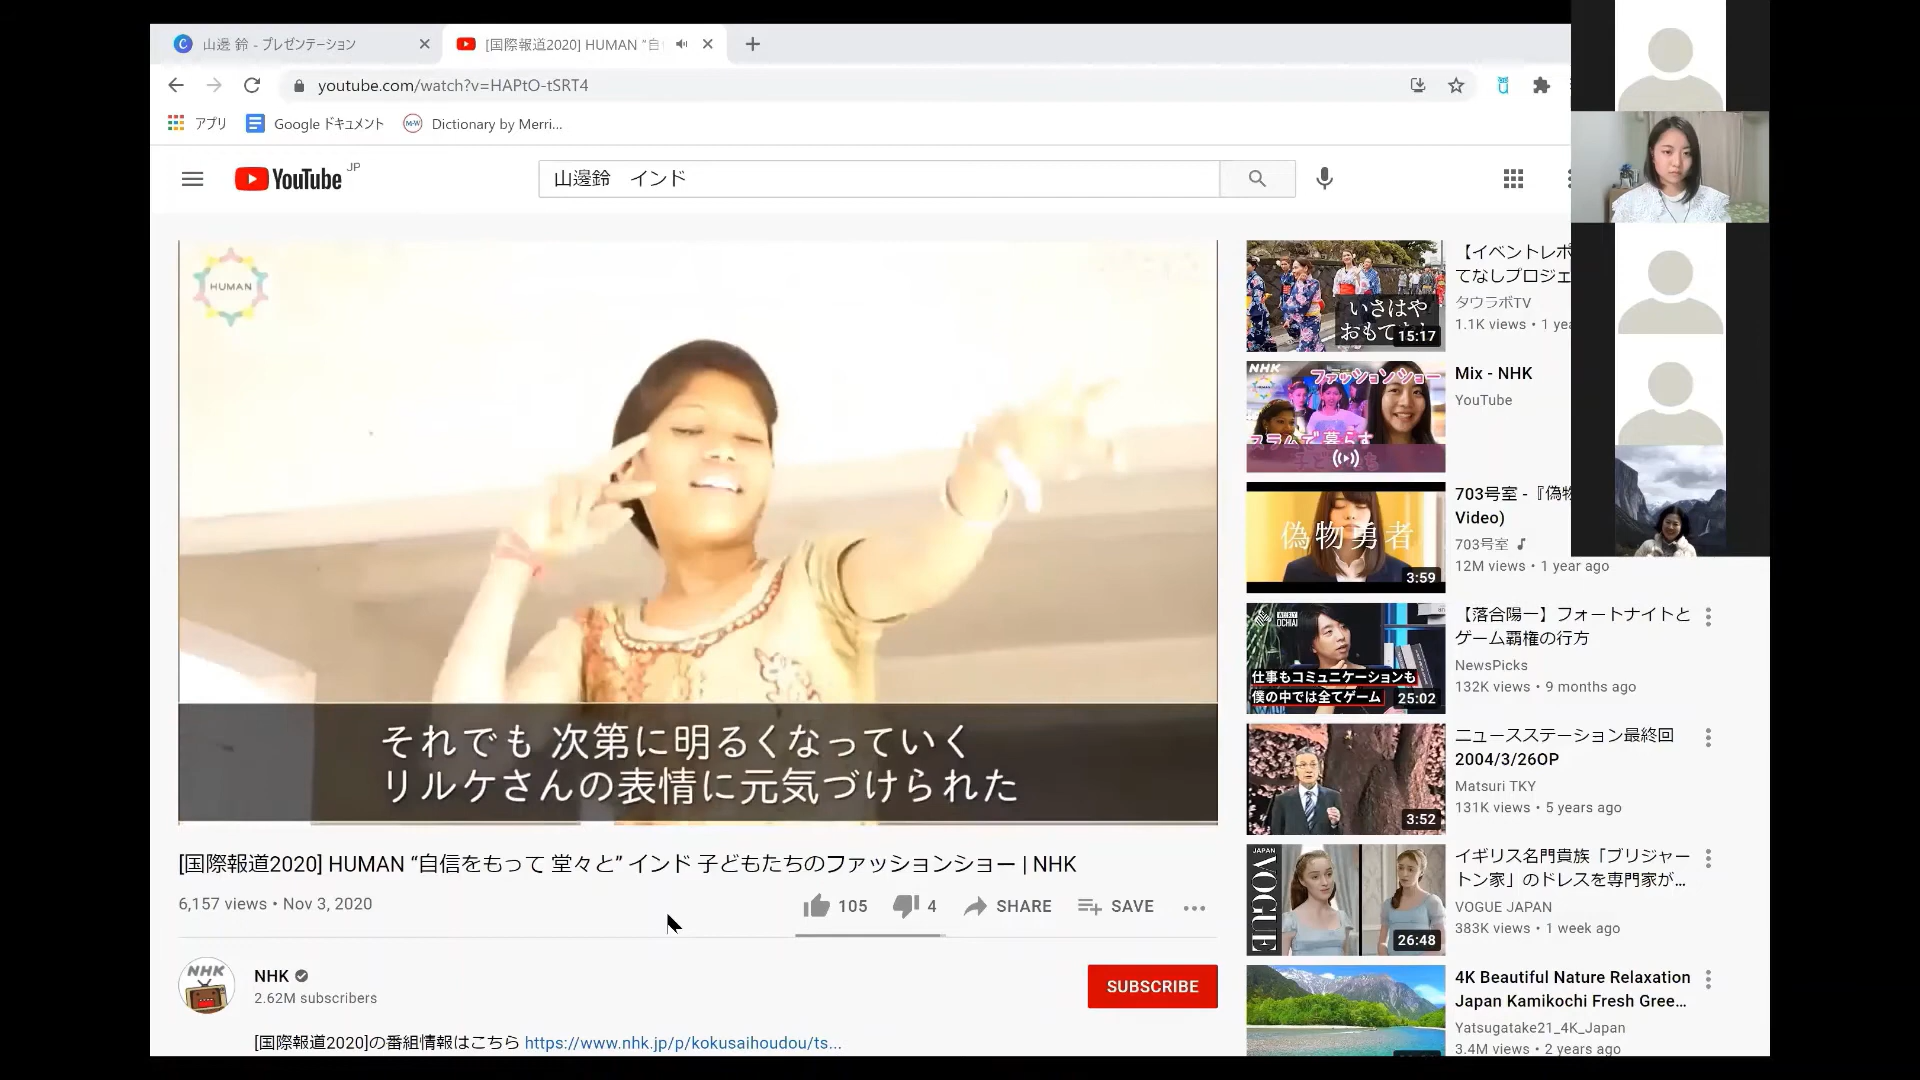 山邊 鈴 - プレゼンテーション
[国際報道2020] HUMAN “自
youtube.com/watch?v=HAPtO-tSRT4
アプリ
Google ドキュメント
M-W
Dictionary by Merri...
YouTube JP
山邊鈴　インド
HUMAN
それでも 次第に明るくなっていく
リルケさんの表情に元気づけられた
[国際報道2020] HUMAN “自信をもって 堂々と” インド 子どもたちのファッションショー | NHK
6,157 views • Nov 3, 2020
105
4
SHARE
SAVE
NHK
NHK
2.62M subscribers
SUBSCRIBE
[国際報道2020]の番組情報はこちら https://www.nhk.jp/p/kokusaihoudou/ts...
いさはや
15:17
【イベントレポ
てなしプロジェ
タウラボTV
1.1K views • 1 yea
NHK
ファッションショー
スラムで暮らす
子どもたち
Mix - NHK
YouTube
偽物勇者
3:59
703号室 -『偽物
Video)
703号室
12M views • 1 year ago
OCHIAI
仕事もコミュニケーションも
僕の中では全てゲーム
25:02
【落合陽一】フォートナイトと
ゲーム覇権の行方
NewsPicks
132K views • 9 months ago
3:52
ニュースステーション最終回
2004/3/26OP
Matsuri TKY
131K views • 5 years ago
JAPAN
VOGUE
26:48
イギリス名門貴族「ブリジャー
トン家」のドレスを専門家が...
VOGUE JAPAN
383K views • 1 week ago
4K Beautiful Nature Relaxation
Japan Kamikochi Fresh Gree...
Yatsugatake21_4K_Japan
3.4M views • 2 years ago